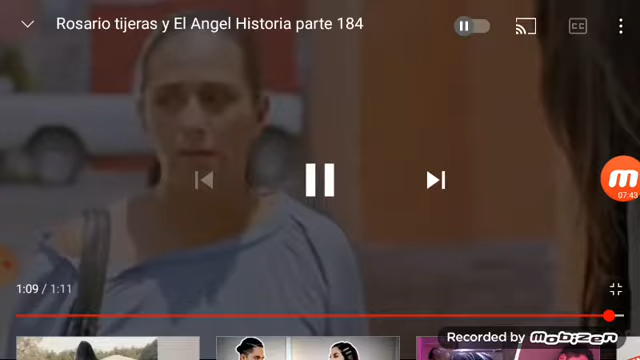 Rosario tijeras y El Angel Historia parte 184
CC
07:43
1:09 / 1:11
Recorded by mobizen